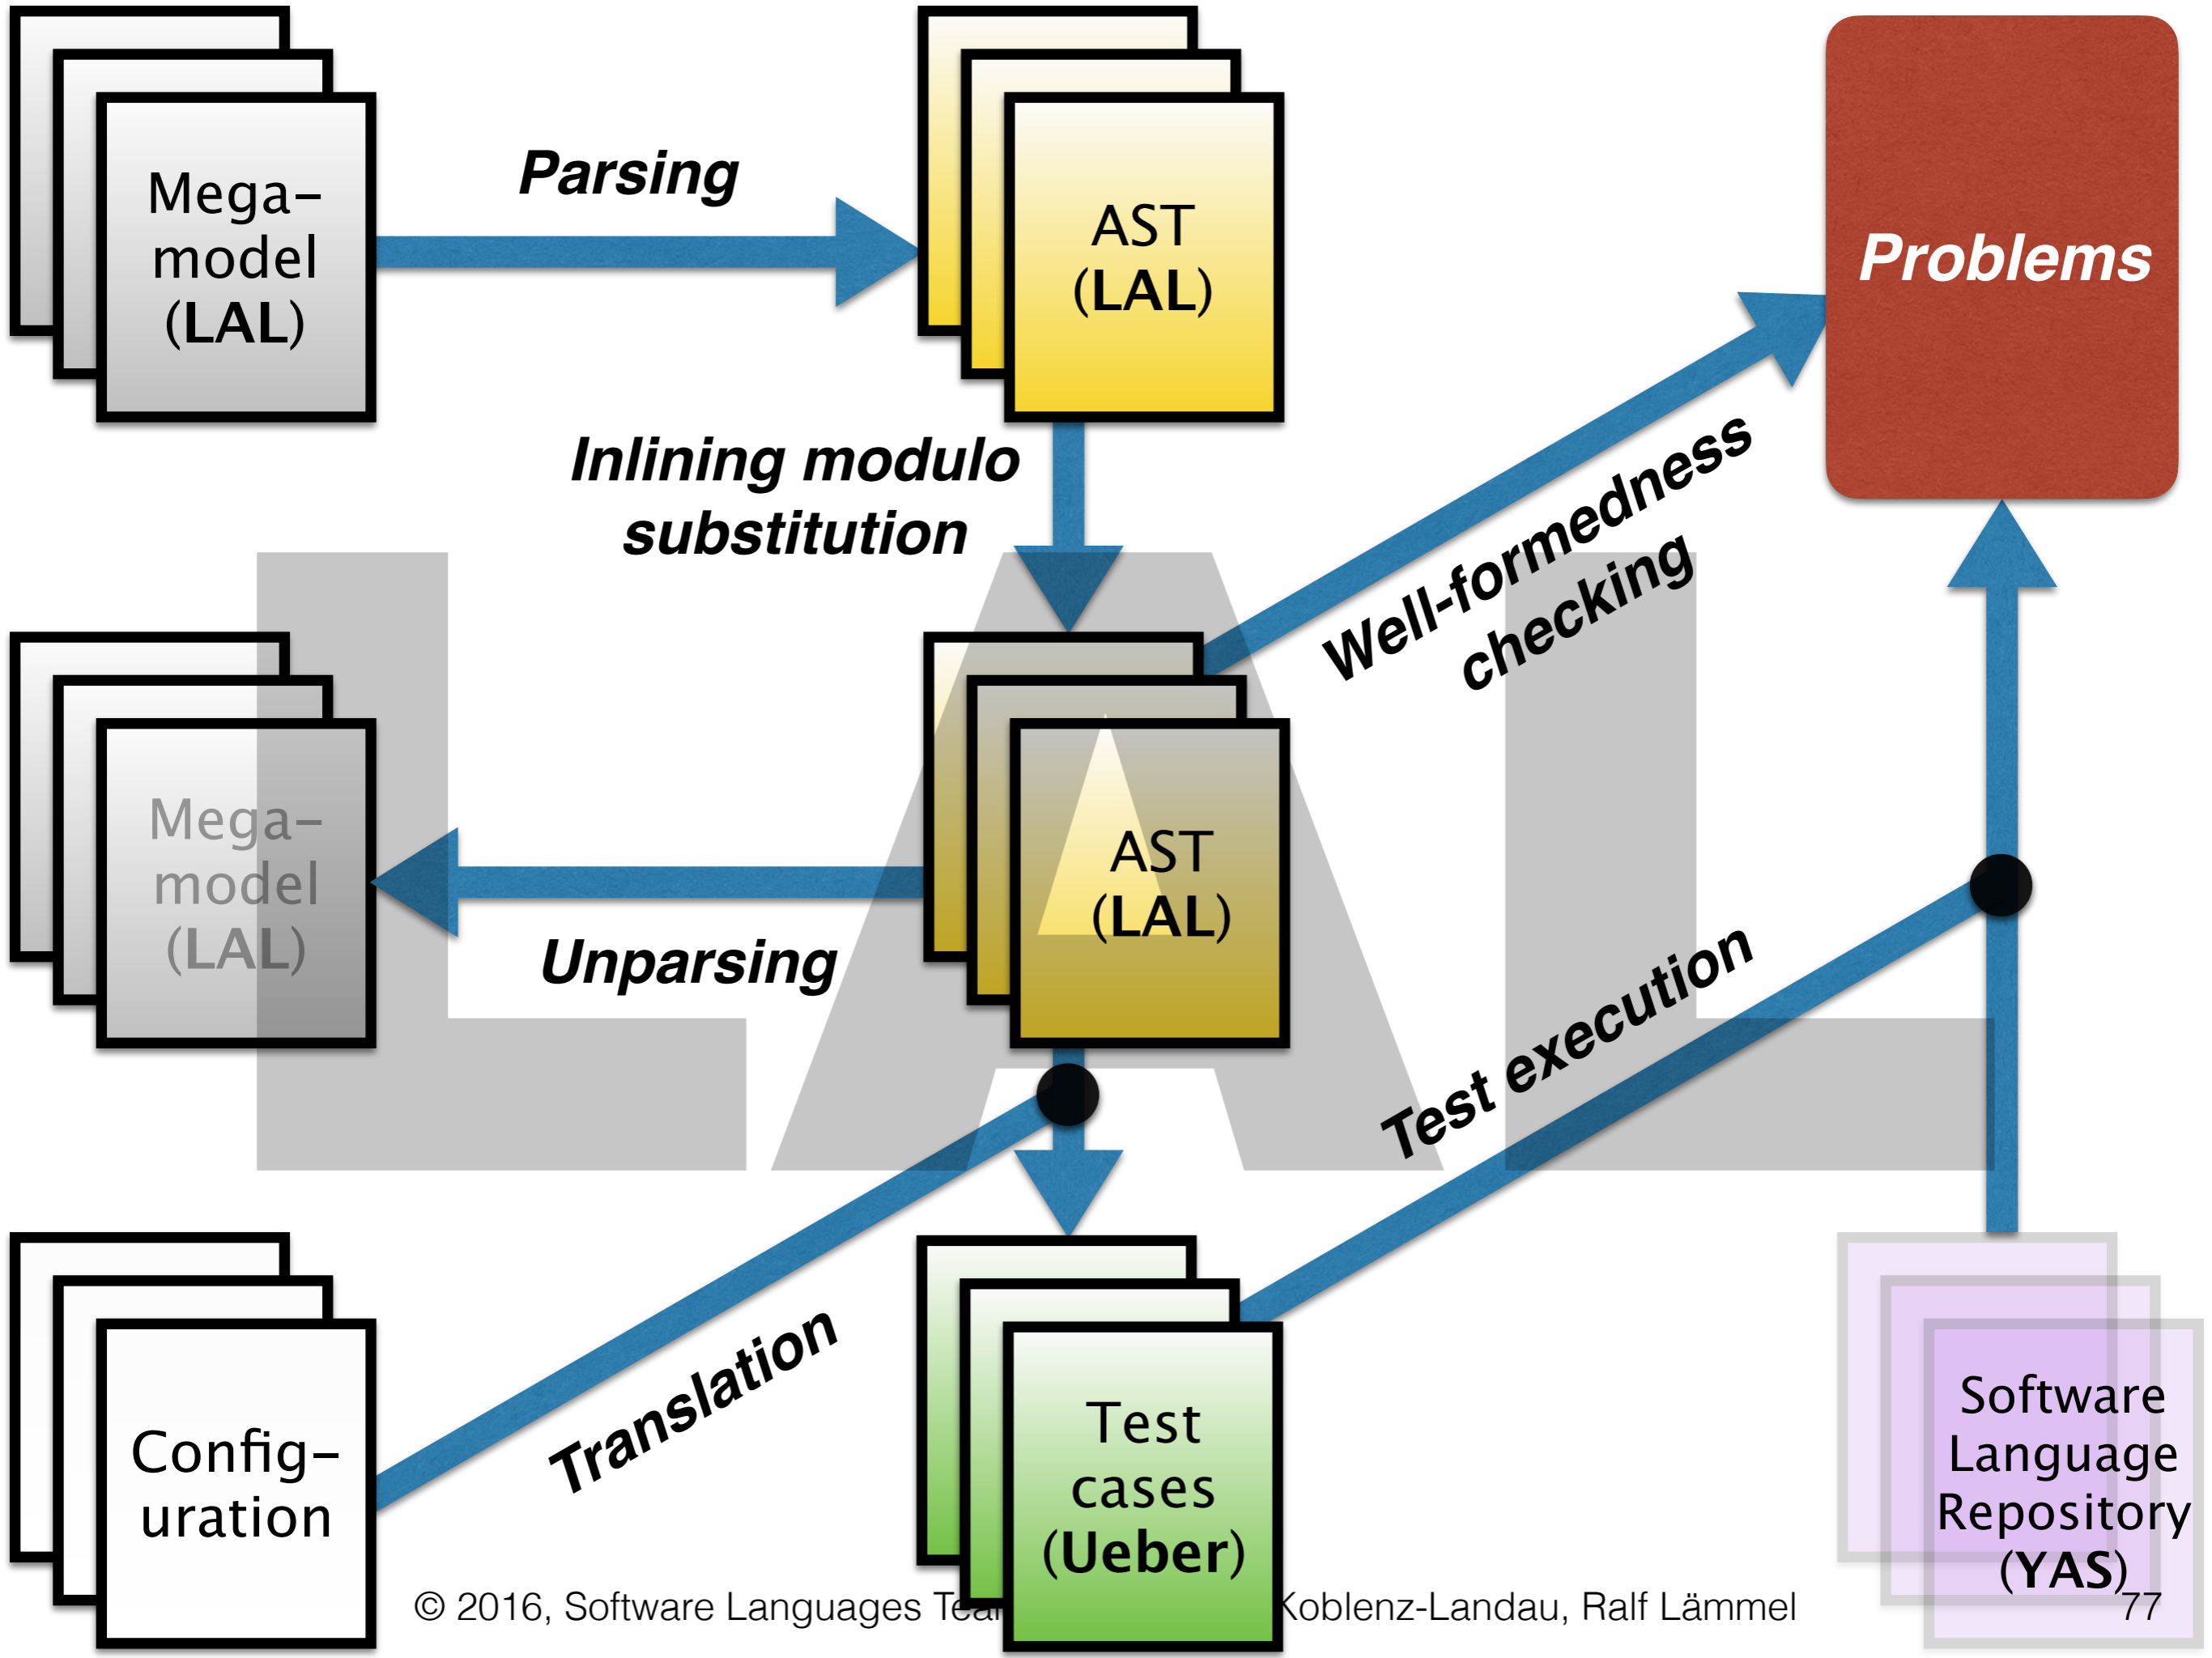 Mega-
model
(LAL)
Parsing
AST
(LAL)
Problems
Inlining modulo
substitution
Well-formedness
checking
LAL
Mega-
model
(LAL)
Unparsing
AST
(LAL)
Test execution
Translation
Config-
uration
Test
cases
(Ueber)
Software
Language
Repository
(YAS)
© 2016, Software Languages Koblenz-Landau, Ralf Lämmel
77